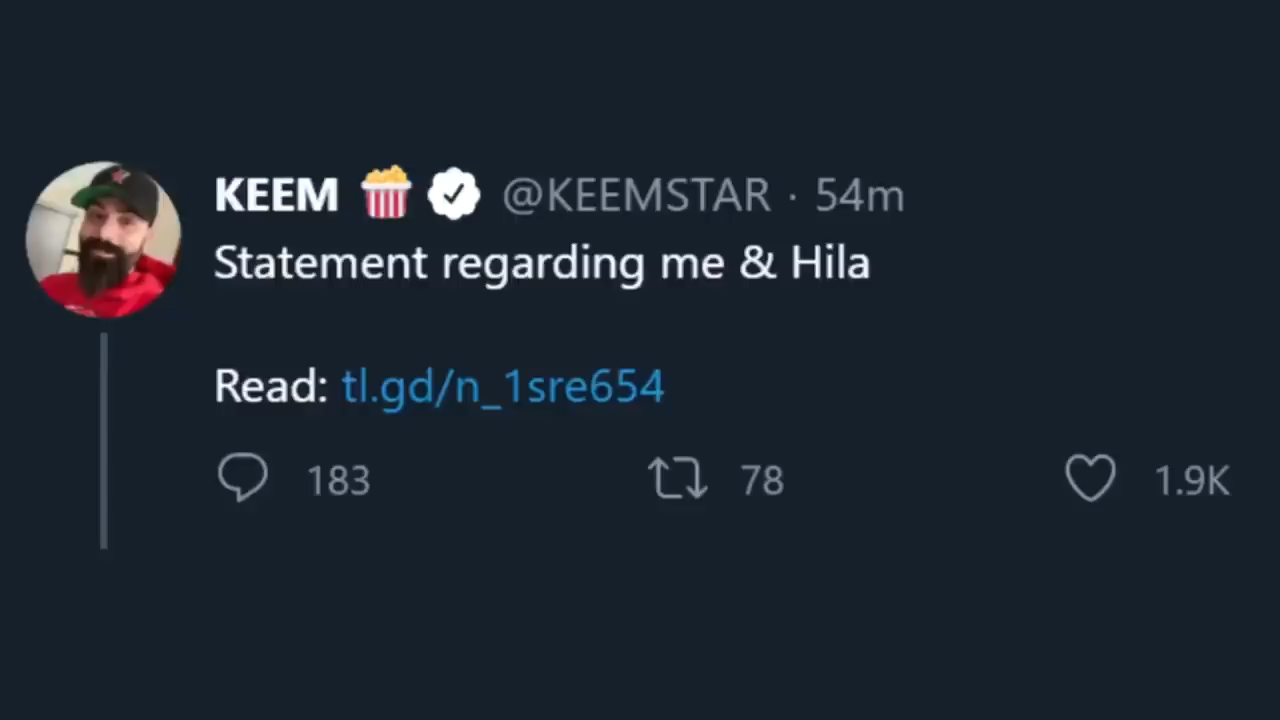 KEEM 🍿 @KEEMSTAR · 54m
Statement regarding me & Hila
Read: tl.gd/n_1sre654
183 78 1.9K